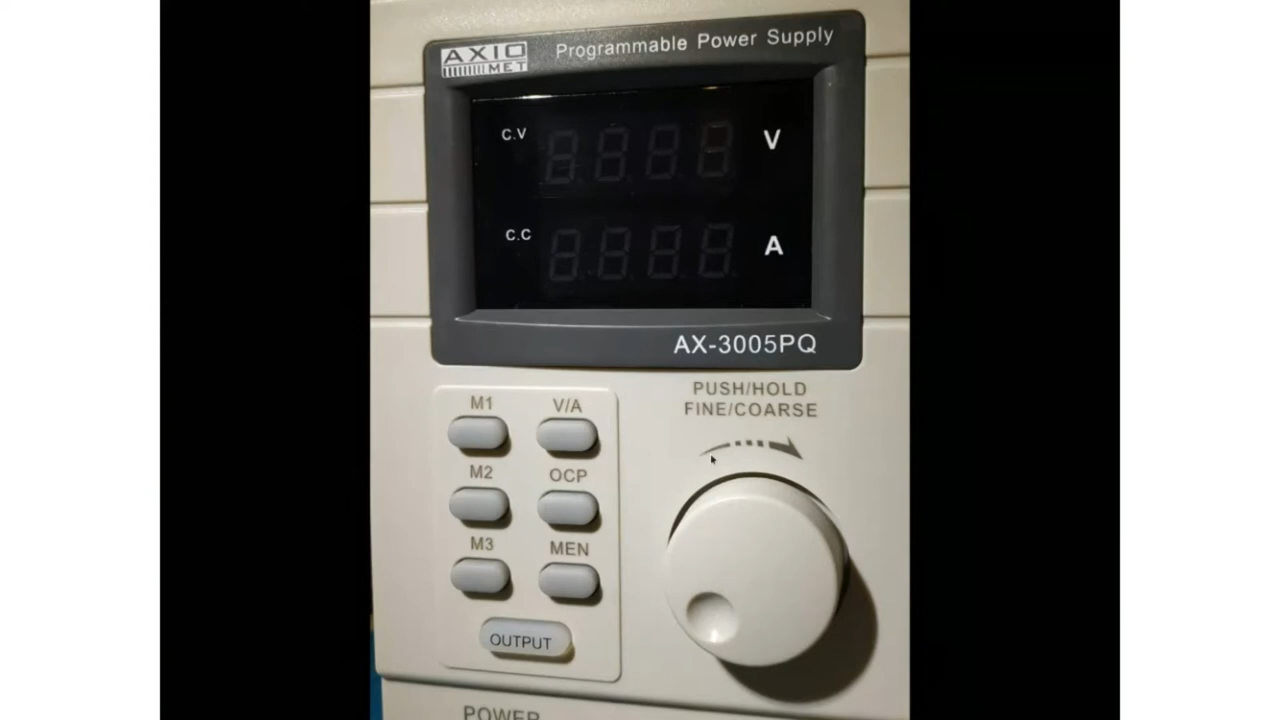 AXIO
MET
Programmable Power Supply
C.V
V
C.C
A
AX-3005PQ
PUSH/HOLD
FINE/COARSE
M1
V/A
M2
OCP
M3
MEN
OUTPUT
POWER